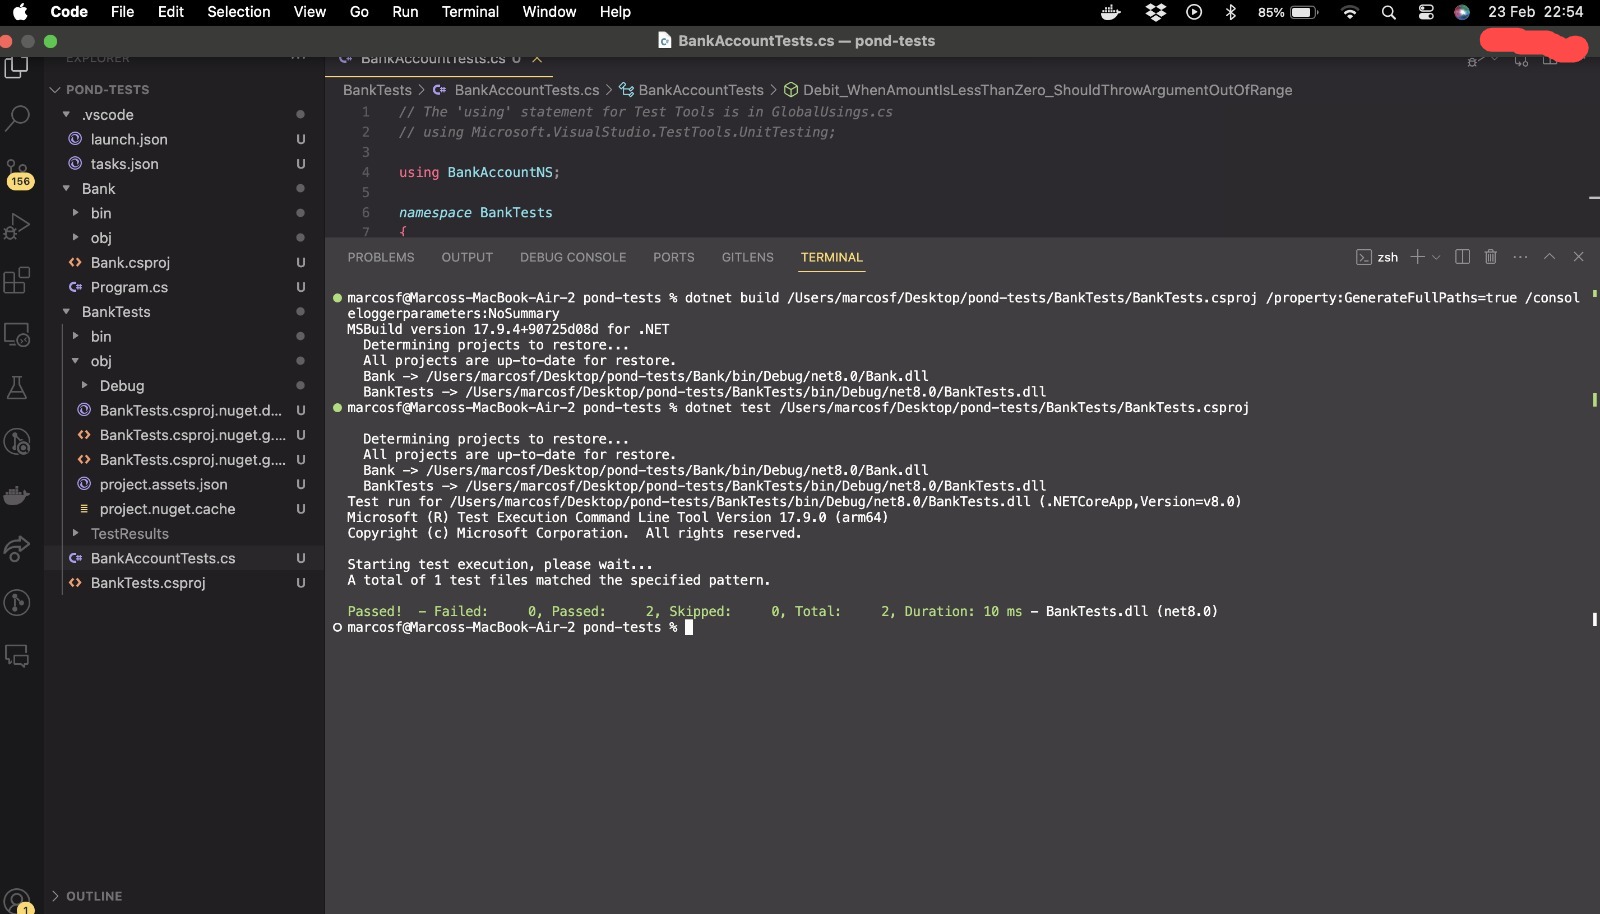 Code File Edit Selection View Go Run Terminal Window Help 85% 23 Feb 22:54
BankAccountTests.cs — pond-tests
EXPLORER ...
POND-TESTS
.vscode
launch.json U
tasks.json U
156
Bank
bin
obj
Bank.csproj U
Program.cs U
BankTests
bin
obj
Debug
BankTests.csproj.nuget.d... U
BankTests.csproj.nuget.g.... U
BankTests.csproj.nuget.g.... U
project.assets.json U
project.nuget.cache U
TestResults
BankAccountTests.cs U
BankTests.csproj U
OUTLINE
1
C# BankAccountTests.cs U
BankTests > C# BankAccountTests.cs > BankAccountTests > Debit_WhenAmountIsLessThanZero_ShouldThrowArgumentOutOfRange
1 // The 'using' statement for Test Tools is in GlobalUsings.cs
2 // using Microsoft.VisualStudio.TestTools.UnitTesting;
3
4 using BankAccountNS;
5
6 namespace BankTests
7 {
PROBLEMS OUTPUT DEBUG CONSOLE PORTS GITLENS TERMINAL zsh
marcosf@Marcoss-MacBook-Air-2 pond-tests % dotnet build /Users/marcosf/Desktop/pond-tests/BankTests/BankTests.csproj /property:GenerateFullPaths=true /consol
eloggerparameters:NoSummary
MSBuild version 17.9.4+90725d08d for .NET
Determining projects to restore...
All projects are up-to-date for restore.
Bank -> /Users/marcosf/Desktop/pond-tests/Bank/bin/Debug/net8.0/Bank.dll
BankTests -> /Users/marcosf/Desktop/pond-tests/BankTests/bin/Debug/net8.0/BankTests.dll
marcosf@Marcoss-MacBook-Air-2 pond-tests % dotnet test /Users/marcosf/Desktop/pond-tests/BankTests/BankTests.csproj
Determining projects to restore...
All projects are up-to-date for restore.
Bank -> /Users/marcosf/Desktop/pond-tests/Bank/bin/Debug/net8.0/Bank.dll
BankTests -> /Users/marcosf/Desktop/pond-tests/BankTests/bin/Debug/net8.0/BankTests.dll
Test run for /Users/marcosf/Desktop/pond-tests/BankTests/bin/Debug/net8.0/BankTests.dll (.NETCoreApp,Version=v8.0)
Microsoft (R) Test Execution Command Line Tool Version 17.9.0 (arm64)
Copyright (c) Microsoft Corporation.  All rights reserved.
Starting test execution, please wait...
A total of 1 test files matched the specified pattern.
Passed!  - Failed:     0, Passed:     2, Skipped:     0, Total:     2, Duration: 10 ms - BankTests.dll (net8.0)
marcosf@Marcoss-MacBook-Air-2 pond-tests %